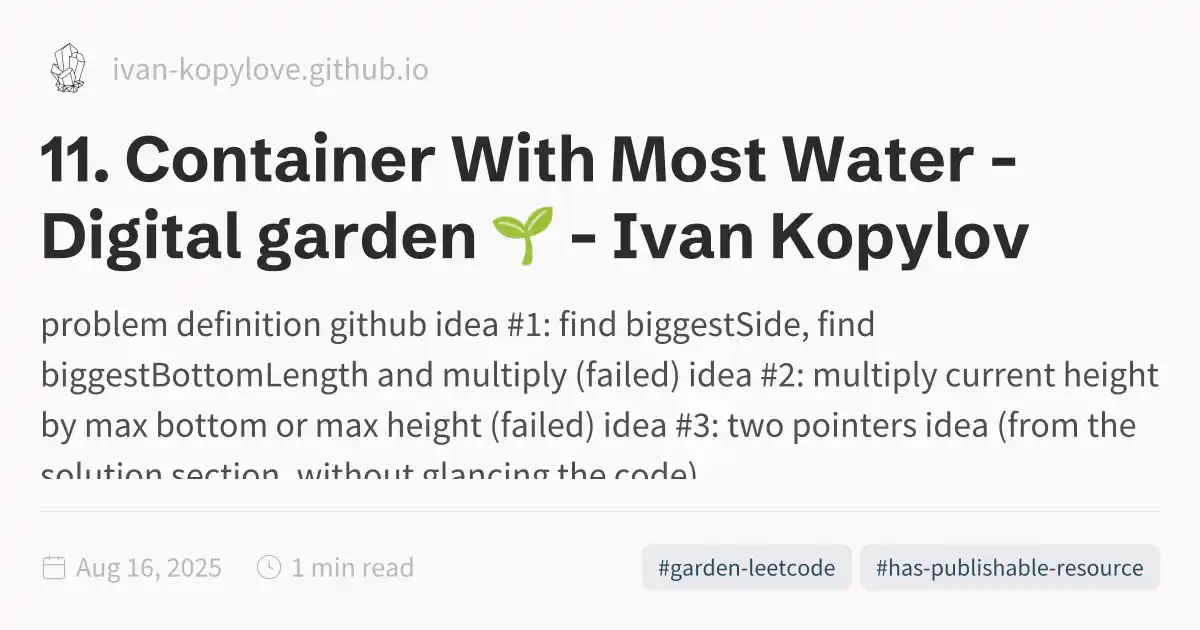 ivan-kopylove.github.io
11. Container With Most Water -
Digital garden 🌱 - Ivan Kopylov
problem definition github idea #1: find biggestSide, find
biggestBottomLength and multiply (failed) idea #2: multiply current height
by max bottom or max height (failed) idea #3: two pointers idea (from the
solution section, without glancing the code)
Aug 16, 2025 1 min read #garden-leetcode #has-publishable-resource